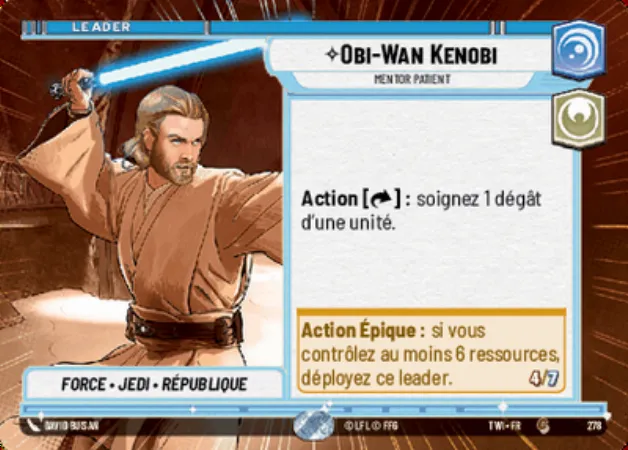 LEADER
OBI-WAN KENOBI
MENTOR PATIENT
Action [ ] : soignez 1 dégât
d'une unité.
Action Épique : si vous
contrôlez au moins 6 ressources,
déployez ce leader. 4/7
FORCE • JEDI • RÉPUBLIQUE
DAVID BUISAN © LFL © FFG TWI • FR 278